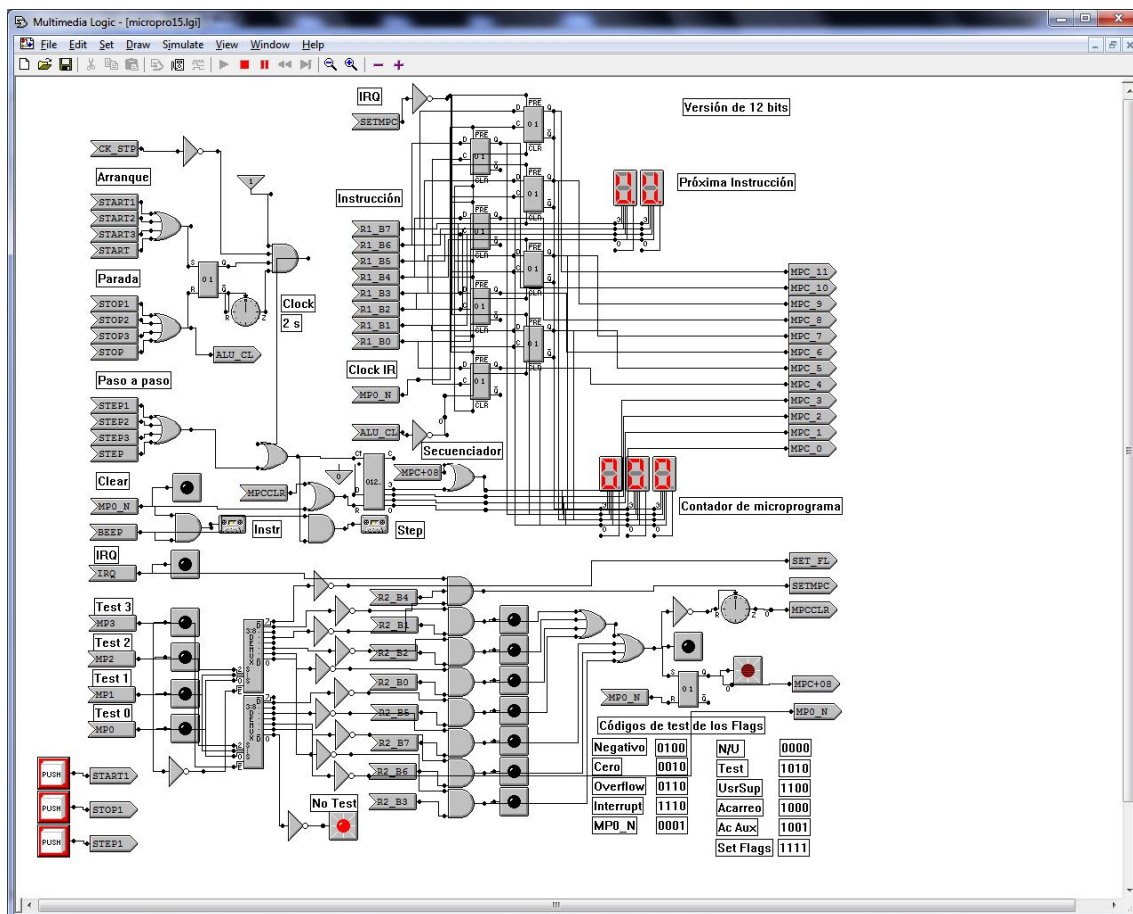 Multimedia Logic - [micropro15.lgi]
File Edit Set Draw Simulate View Window Help
IRQ
SETMPC
Versión de 12 bits
CK_STP
Arranque
START1
START2
START3
START
Parada
STOP1
STOP2
STOP3
STOP
ALU_CL
Clock
2 s
Paso a paso
STEP1
STEP2
STEP3
STEP
Clear
MP0_N
BEEP
Instr
MPCCLR
Step
Instrucción
R1_B7
R1_B6
R1_B5
R1_B4
R1_B3
R1_B2
R1_B1
R1_B0
Clock IR
MP0_N
ALU_CL
Secuenciador
MPC+08
Próxima Instrucción
MPC_11
MPC_10
MPC_9
MPC_8
MPC_7
MPC_6
MPC_5
MPC_4
MPC_3
MPC_2
MPC_1
MPC_0
Contador de microprograma
IRQ
IRQ
Test 3
MP3
Test 2
MP2
Test 1
MP1
Test 0
MP0
R2_B4
R2_B1
R2_B2
R2_B0
R2_B5
R2_B7
R2_B6
R2_B3
No Test
SET_FL
SETMPC
MPCCLR
MPC+08
MP0_N
MP0_N
Códigos de test de los Flags
Negativo 0100 N/U 0000
Cero 0010 Test 1010
Overflow 0110 UsrSup 1100
Interrupt 1110 Acarreo 1000
MP0_N 0001 Ac Aux 1001
Set Flags 1111
PUSH START1
PUSH STOP1
PUSH STEP1